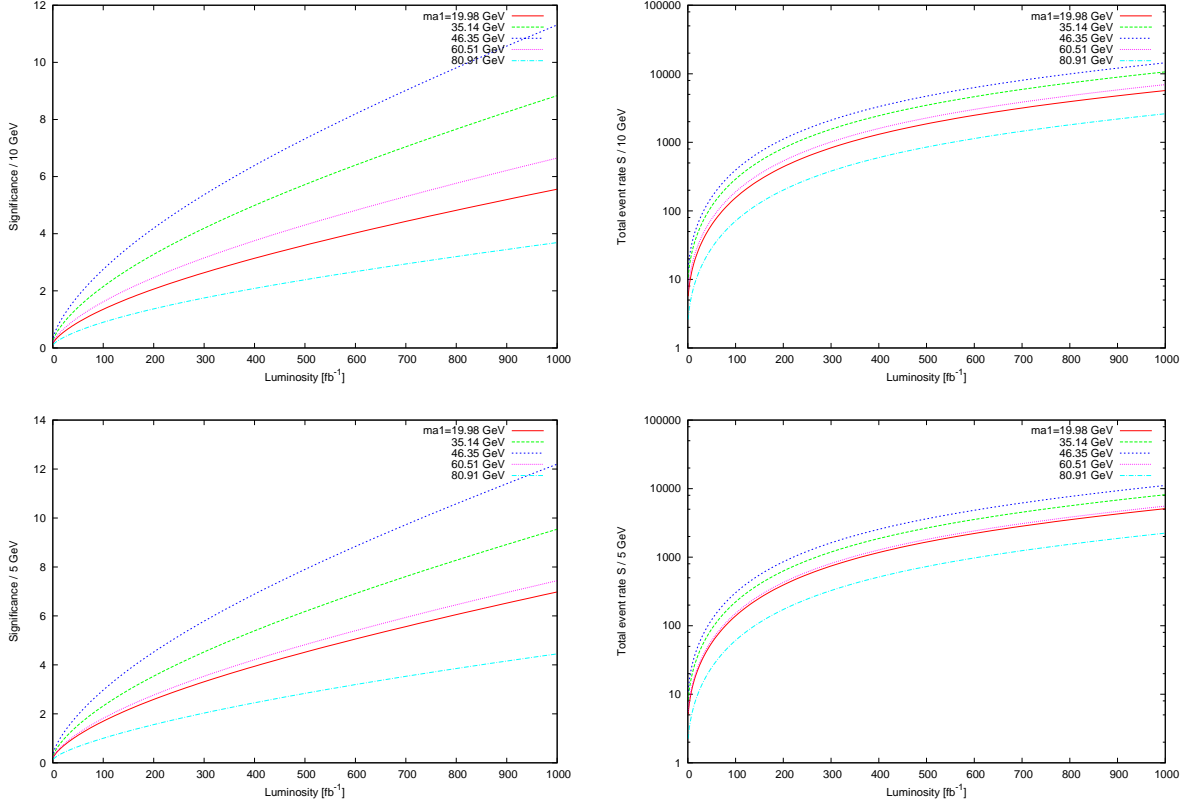 Significance / 10 GeV
12
10
8
6
4
2
0
0 100 200 300 400 500 600 700 800 900 1000
Luminosity [fb-1]
ma1=19.98 GeV
35.14 GeV
46.35 GeV
60.51 GeV
80.91 GeV
Total event rate S / 10 GeV
100000
10000
1000
100
10
1
0 100 200 300 400 500 600 700 800 900 1000
Luminosity [fb-1]
ma1=19.98 GeV
35.14 GeV
46.35 GeV
60.51 GeV
80.91 GeV
Significance / 5 GeV
14
12
10
8
6
4
2
0
0 100 200 300 400 500 600 700 800 900 1000
Luminosity [fb-1]
ma1=19.98 GeV
35.14 GeV
46.35 GeV
60.51 GeV
80.91 GeV
Total event rate S / 5 GeV
100000
10000
1000
100
10
1
0 100 200 300 400 500 600 700 800 900 1000
Luminosity [fb-1]
ma1=19.98 GeV
35.14 GeV
46.35 GeV
60.51 GeV
80.91 GeV